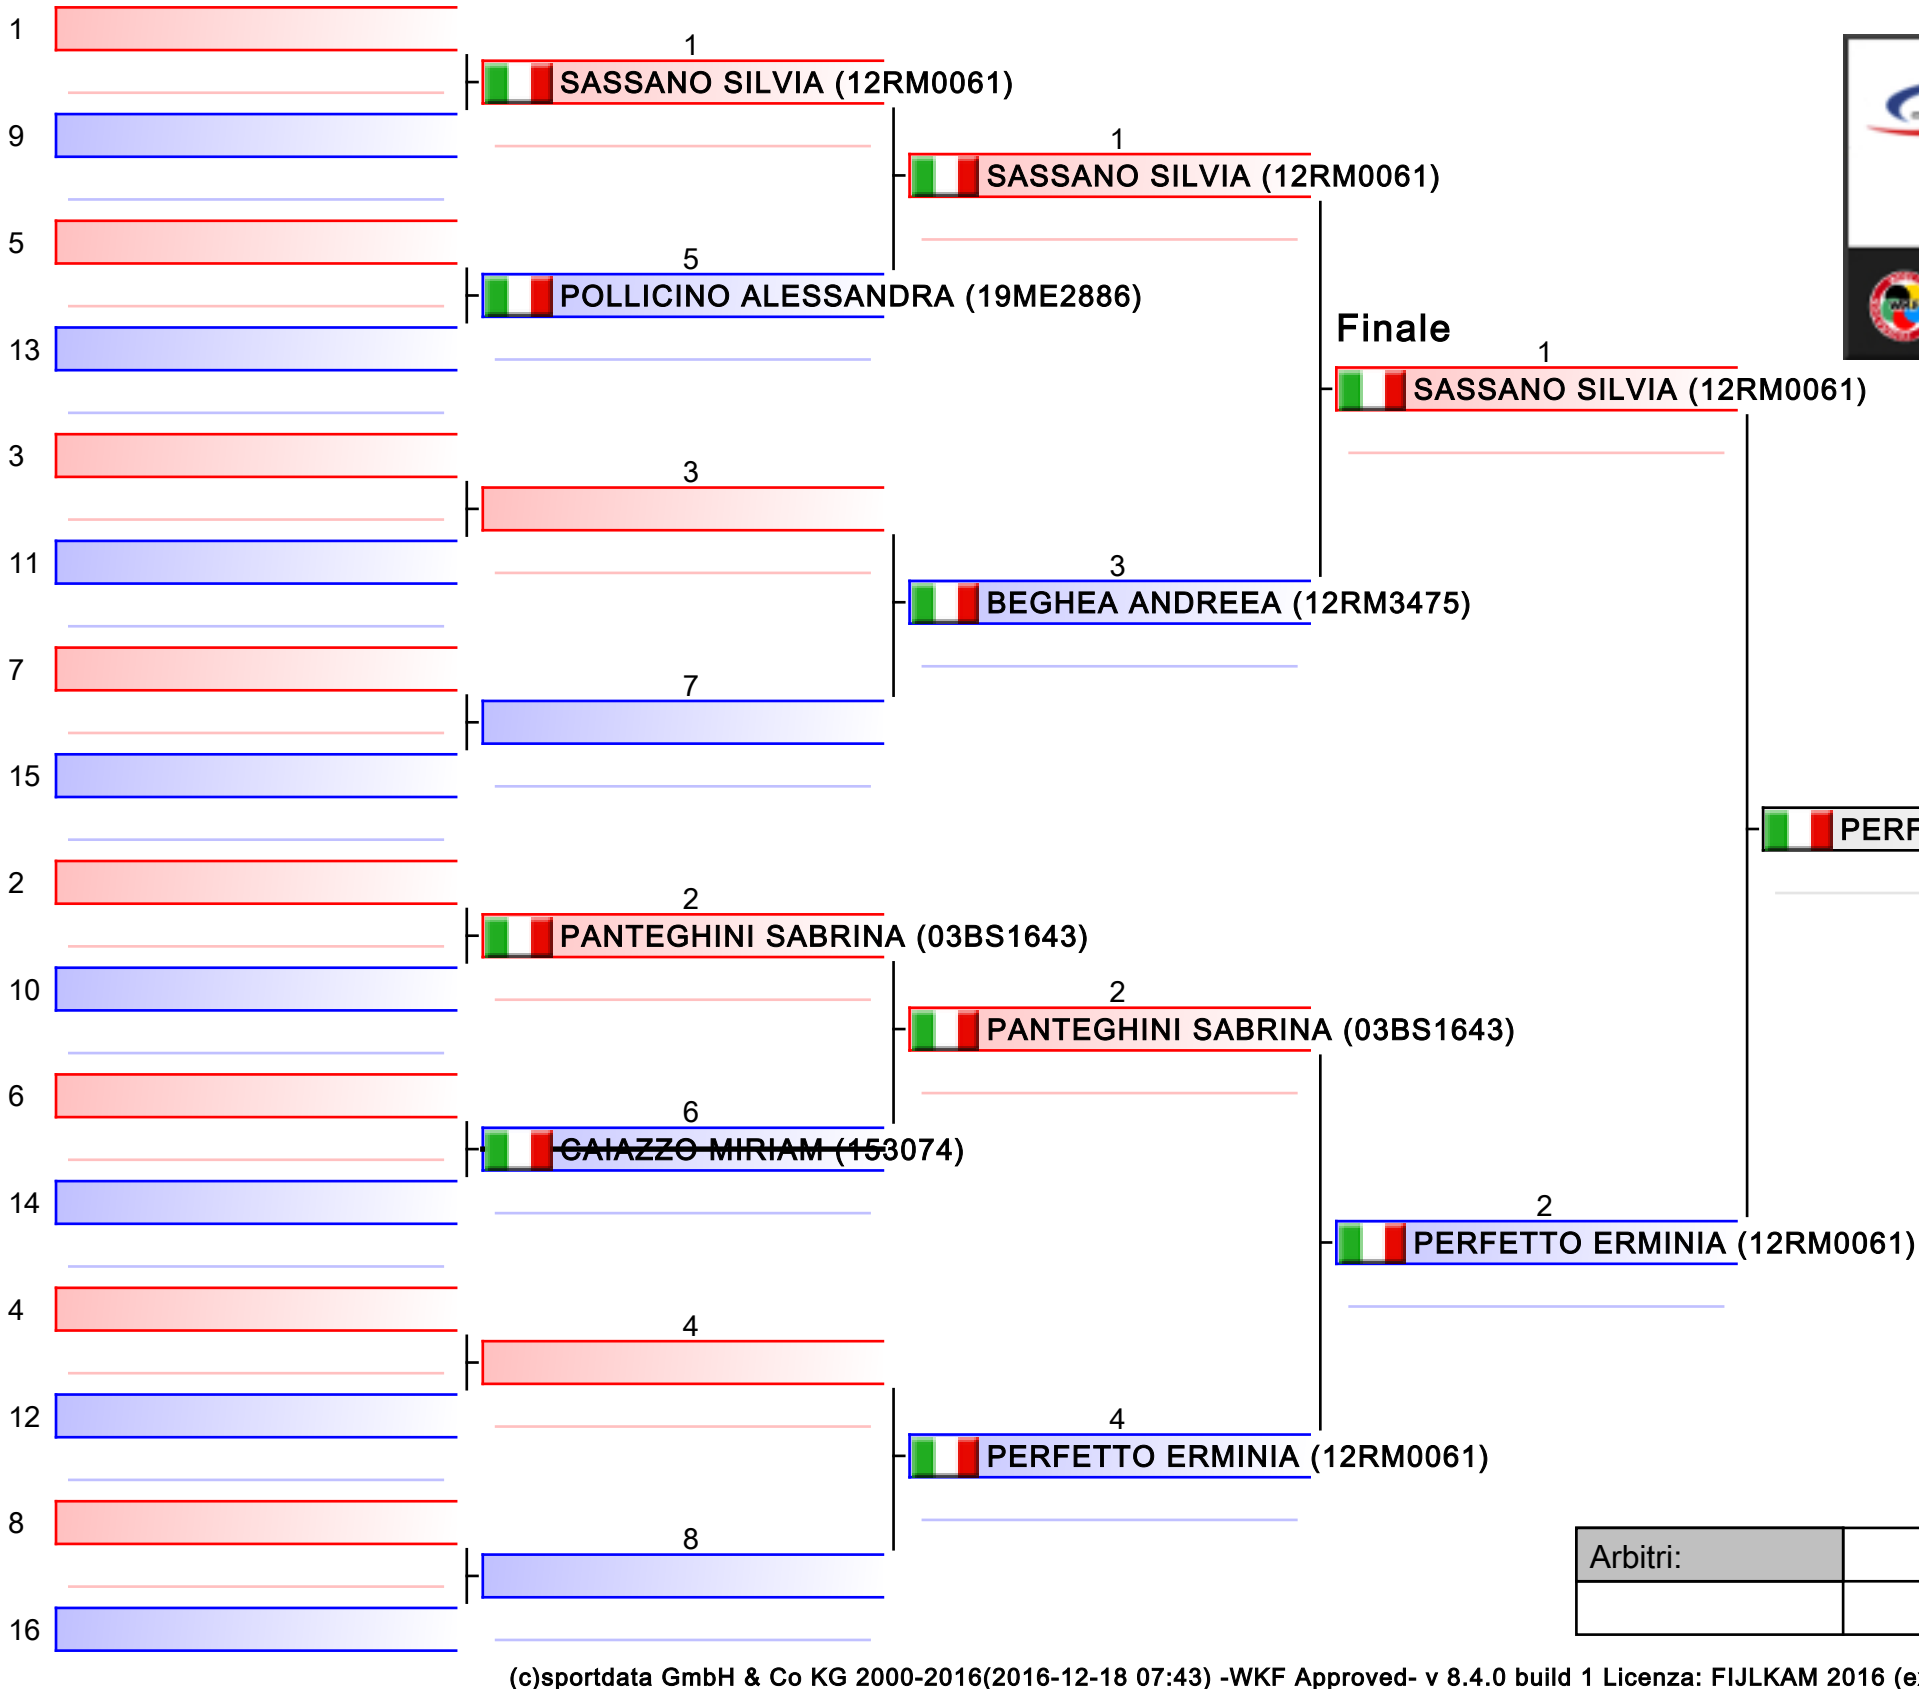 1
9
5
13
3
11
7
15
2
10
6
14
4
12
8
16
1
SASSANO SILVIA (12RM0061)
5
POLLICINO ALESSANDRA (19ME2886)
3
7
2
PANTEGHINI SABRINA (03BS1643)
6
CAIAZZO MIRIAM (153074)
4
8
1
SASSANO SILVIA (12RM0061)
3
BEGHEA ANDREEA (12RM3475)
2
PANTEGHINI SABRINA (03BS1643)
4
PERFETTO ERMINIA (12RM0061)
Finale
1
SASSANO SILVIA (12RM0061)
2
PERFETTO ERMINIA (12RM0061)
PERF
Arbitri:
(c)sportdata GmbH & Co KG 2000-2016(2016-12-18 07:43) -WKF Approved- v 8.4.0 build 1 Licenza: FIJLKAM 2016